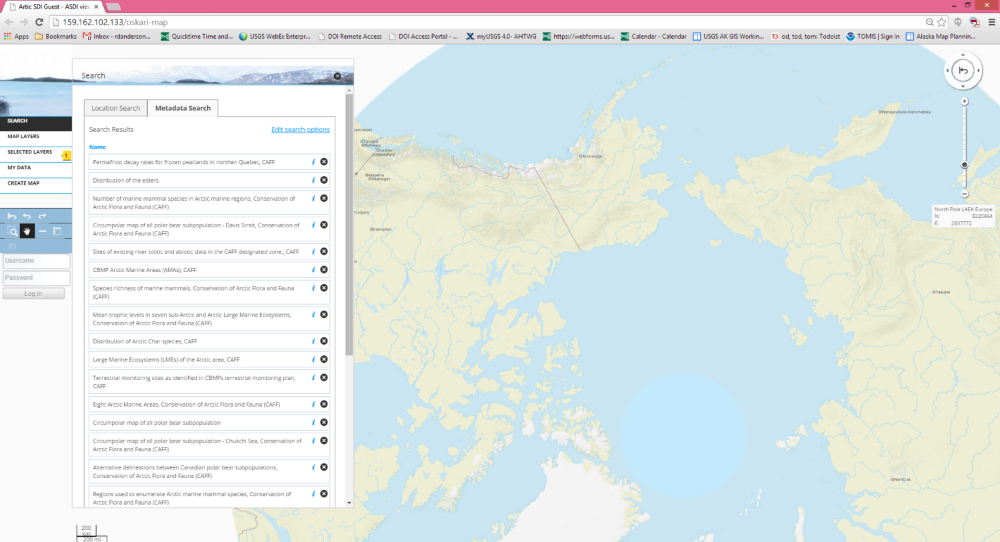 Artic SDI Guest - ASDI view
159.162.102.133/oskari-map
Apps
Bookmarks
Inbox - rdanderson...
Quicktime Time and...
USGS WebEx Enterpr...
DOI Remote Access
DOI Access Portal - ...
myUSGS 4.0- AHTWG
https://webforms.us...
Calendar - Calendar
USGS AK GIS Workin...
od, tod, tom: Todoist
TOMIS | Sign In
Alaska Map Plannin...
SEARCH
MAP LAYERS
SELECTED LAYERS
1
MY DATA
CREATE MAP
Username
Password
Log in
Search
Location Search
Metadata Search
Search Results
Edit search options
Name
Permafrost decay rates for frozen peatlands in northen Quebec, CAFF
Distribution of the eiders.
Number of marine mammal species in Arctic marine regions, Conservation of
Arctic Flora and Fauna (CAFF)
Circumpolar map of all polar bear subpopulation - Davis Strait, Conservation of
Arctic Flora and Fauna (CAFF)
Sites of existing river biotic and abiotic data in the CAFF designated zone., CAFF
CBMP Arctic Marine Areas (AMAs), CAFF
Species richness of marine mammals, Conservation of Arctic Flora and Fauna
(CAFF)
Mean trophic levels in seven sub-Arctic and Arctic Large Marine Ecosystems,
Conservation of Arctic Flora and Fauna (CAFF)
Distribution of Arctic Char species, CAFF
Large Marine Ecosystems (LMEs) of the Arctic area, CAFF
Terrestrial monitoring sites as identified in CBMPs terrestrial monitoring plan,
CAFF
Eight Arctic Marine Areas, Conservation of Arctic Flora and Fauna (CAFF)
Circumpolar map of all polar bear subpopulation
Circumpolar map of all polar bear subpopulation - Chukchi Sea, Conservation of
Arctic Flora and Fauna (CAFF)
Alternative delineations between Canadian polar bear subpopulations,
Conservation of Arctic Flora and Fauna (CAFF)
Regions used to enumerate Arctic marine mammal species, Conservation of
Arctic Flora and Fauna (CAFF)
Vancouver
Tacoma
Bellevue
Ladner
Abbotsford
Kelowna
Okanagan
Calgary
Edmonton
Anchorage
Petropavlovsk-Kamchatsky
Yakutsk
North Pole LAEA Europe
N: 3220464
E: 2837772
200
km
200 mi